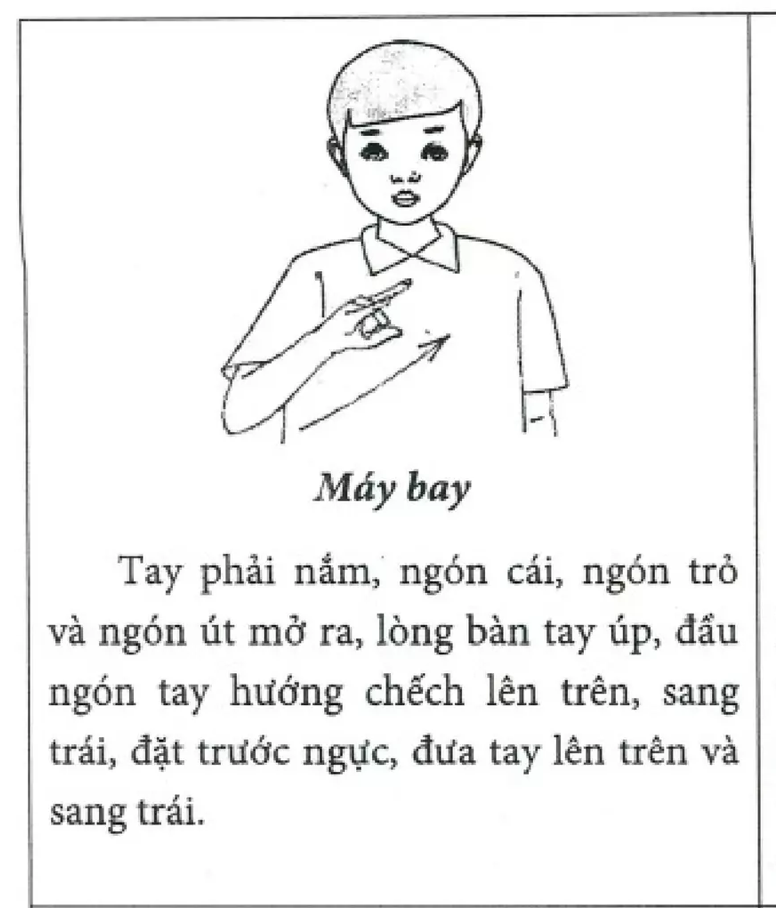 Máy bay
Tay phải nắm, ngón cái, ngón trỏ
và ngón út mở ra, lòng bàn tay úp, đầu
ngón tay hướng chếch lên trên, sang
trái, đặt trước ngực, đưa tay lên trên và
sang trái.